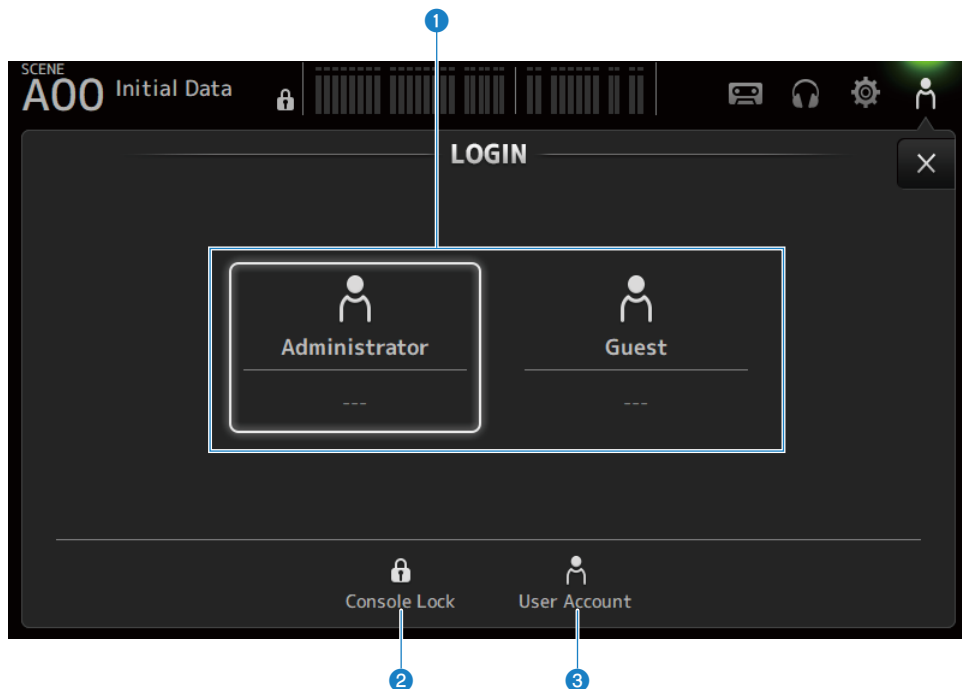 1
SCENE
A00 Initial Data
LOGIN
Administrator
Guest
---
---
Console Lock
User Account
2
3